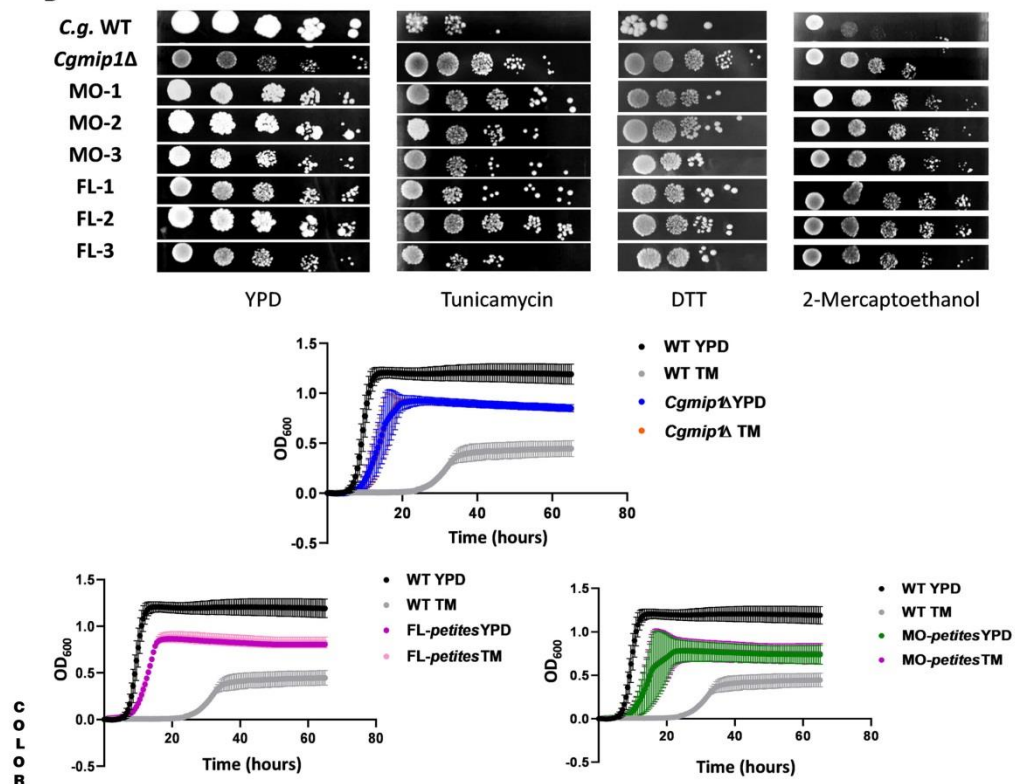 C.g. WT
Cgmip1Δ
MO-1
MO-2
MO-3
FL-1
FL-2
FL-3
YPD
Tunicamycin
DTT
2-Mercaptoethanol
1.5
1.0
0.5
0.0
-0.5
OD600
20
40
60
80
Time (hours)
WT YPD
WT TM
Cgmip1Δ YPD
Cgmip1Δ TM
1.5
1.0
0.5
0.0
-0.5
OD600
20
40
60
80
Time (hours)
WT YPD
WT TM
FL-petites YPD
FL-petites TM
1.5
1.0
0.5
0.0
-0.5
OD600
20
40
60
80
Time (hours)
WT YPD
WT TM
MO-petites YPD
MO-petites TM
C
O
L
O
R